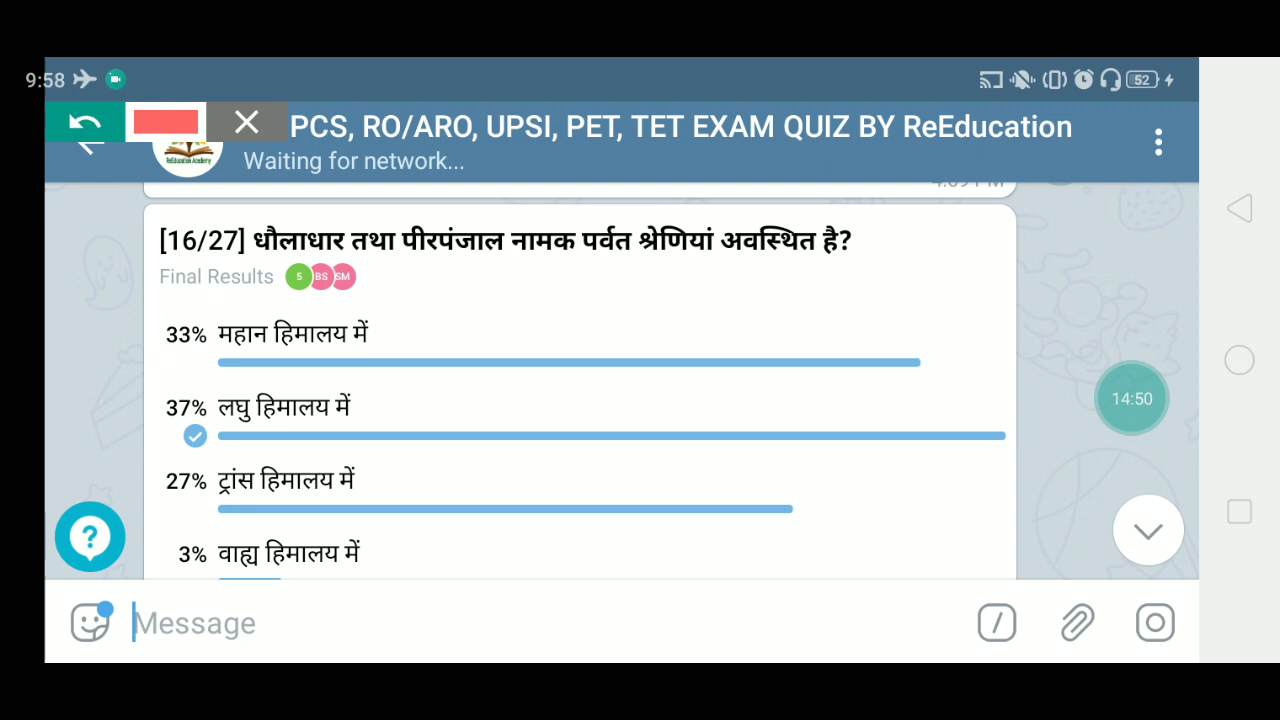 9:58
52
PCS, RO/ARO, UPSI, PET, TET EXAM QUIZ BY ReEducation
ReEducation Academy
Waiting for network...
[16/27] धौलाधार तथा पीरपंजाल नामक पर्वत श्रेणियां अवस्थित है?
Final Results 5 BS SM
33% महान हिमालय में
37% लघु हिमालय में
14:50
27% ट्रांस हिमालय में
3% वाह्य हिमालय में
?
Message